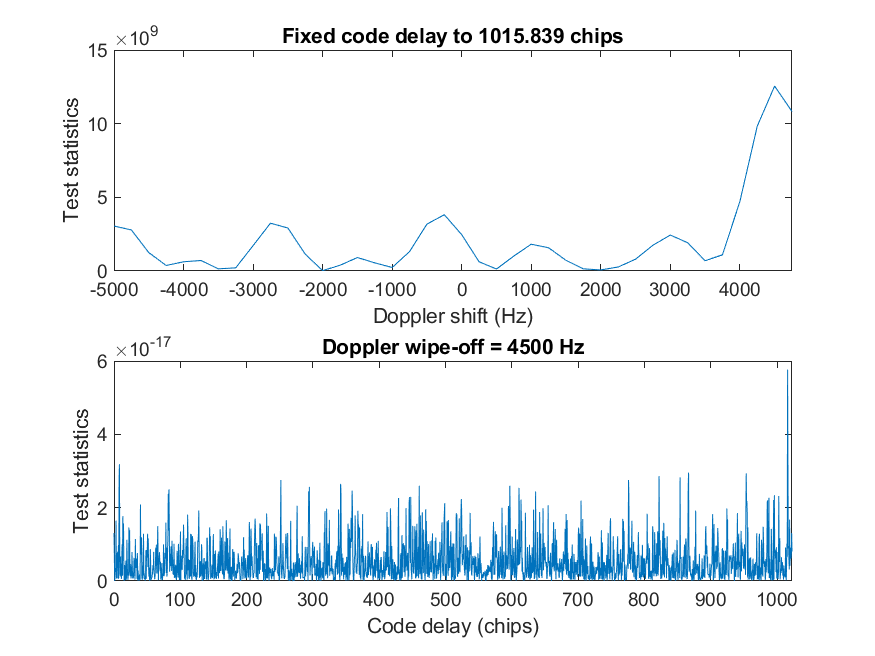 ×10^9
Fixed code delay to 1015.839 chips
15
10
5
0
Test statistics
-5000 -4000 -3000 -2000 -1000 0 1000 2000 3000 4000
Doppler shift (Hz)
×10^-17
Doppler wipe-off = 4500 Hz
6
4
2
0
Test statistics
0 100 200 300 400 500 600 700 800 900 1000
Code delay (chips)